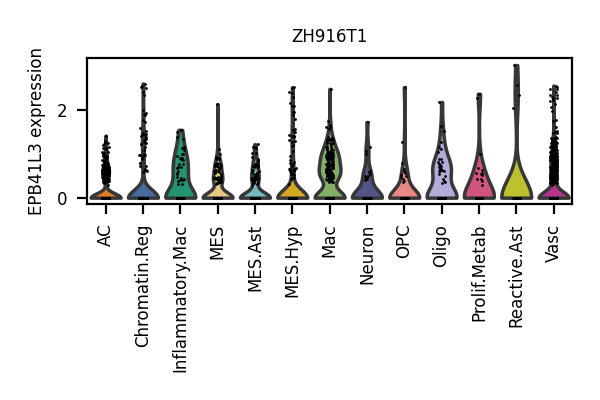 ZH916T1
EPB41L3 expression
2
0
AC
Chromatin.Reg
Inflammatory.Mac
MES
MES.Ast
MES.Hyp
Mac
Neuron
OPC
Oligo
Prolif.Metab
Reactive.Ast
Vasc